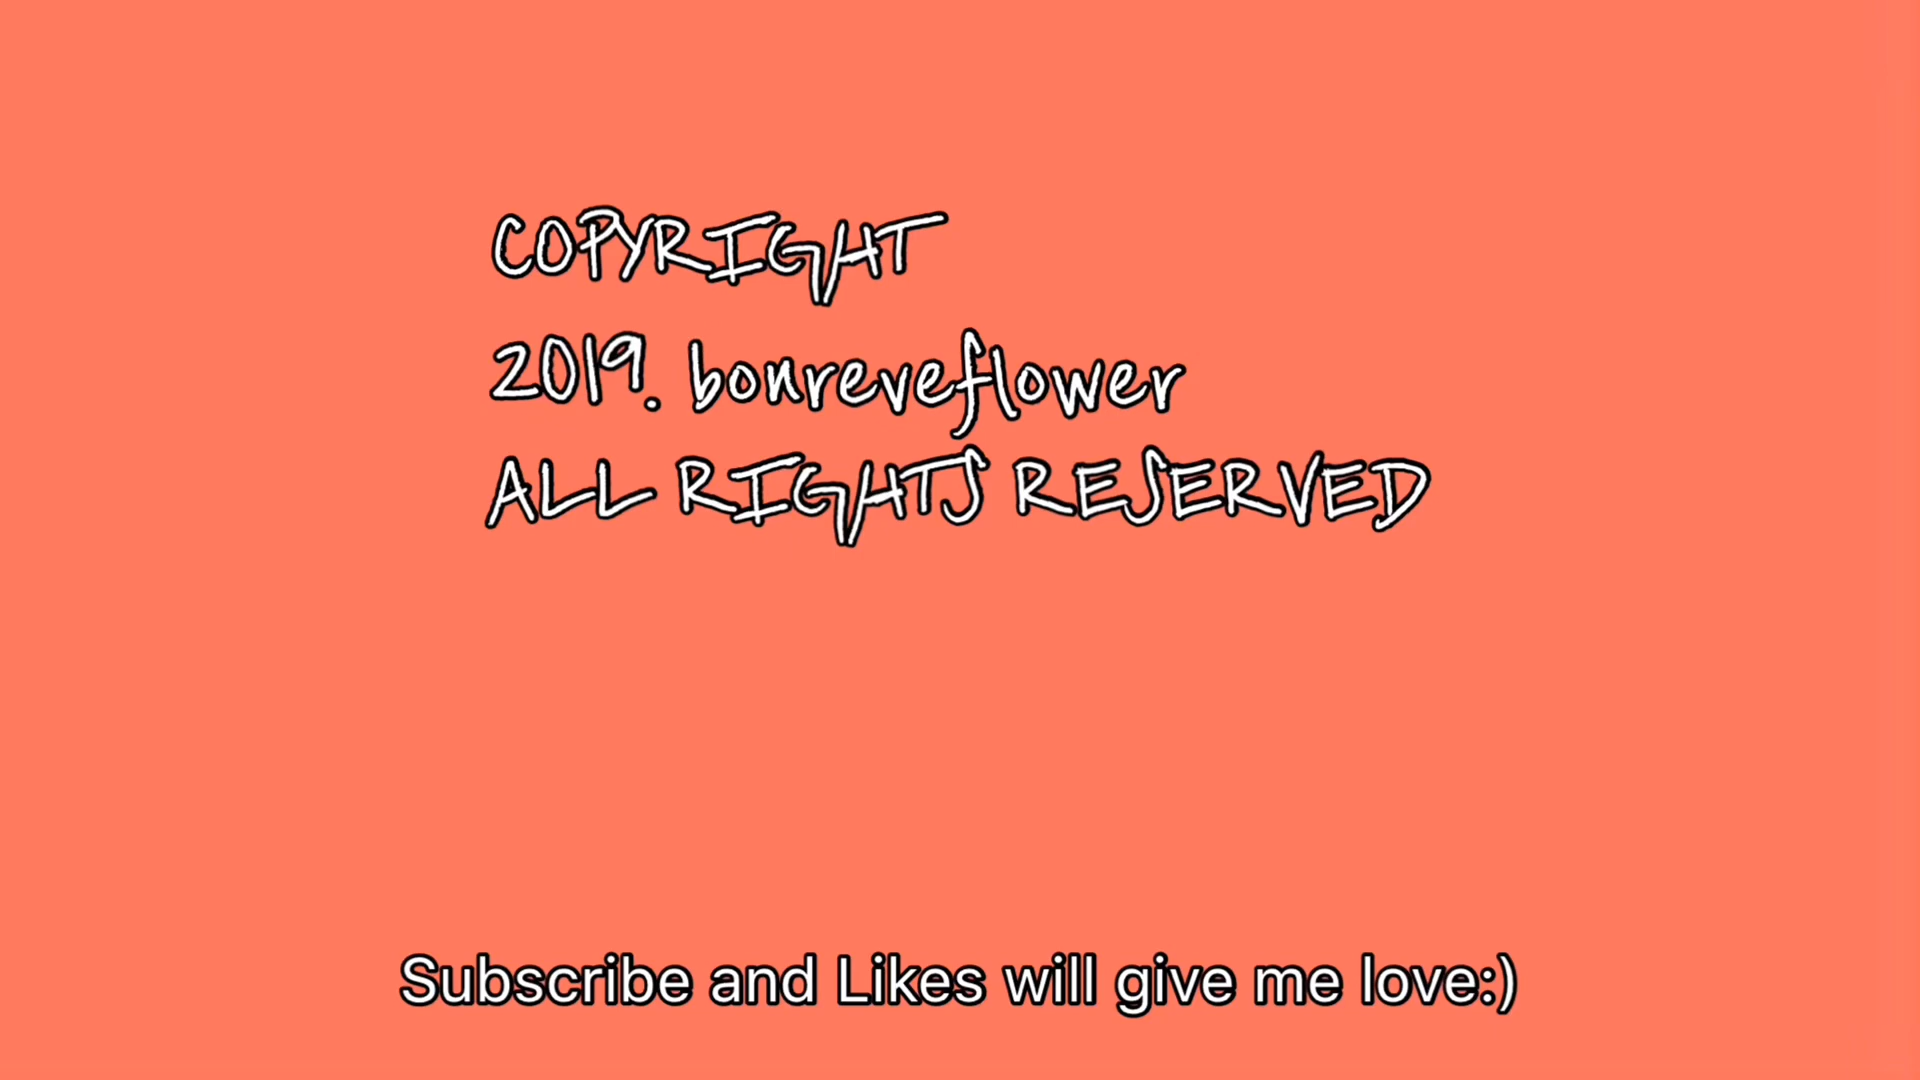 COPYRIGHT
2019. bonreveflower
ALL RIGHTS RESERVED
Subscribe and Likes will give me love:)